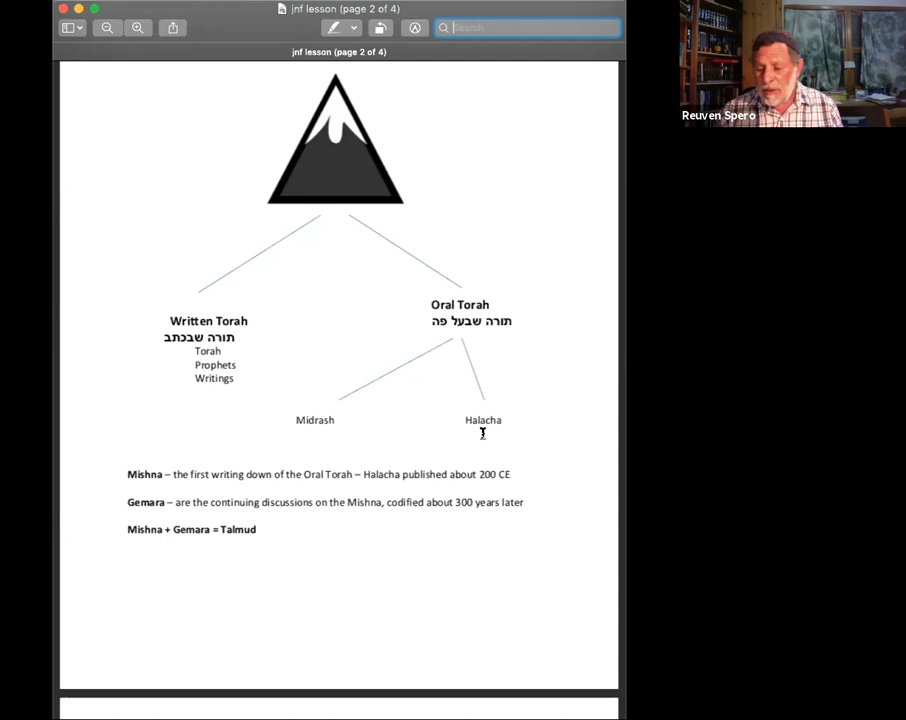 jnf lesson (page 2 of 4)
Search
jnf lesson (page 2 of 4)
Reuven Spero
Written Torah
תורה שבכתב
Torah
Prophets
Writings
Oral Torah
תורה שבעל פה
Midrash
Halacha
Mishna – the first writing down of the Oral Torah – Halacha published about 200 CE
Gemara – are the continuing discussions on the Mishna, codified about 300 years later
Mishna + Gemara = Talmud